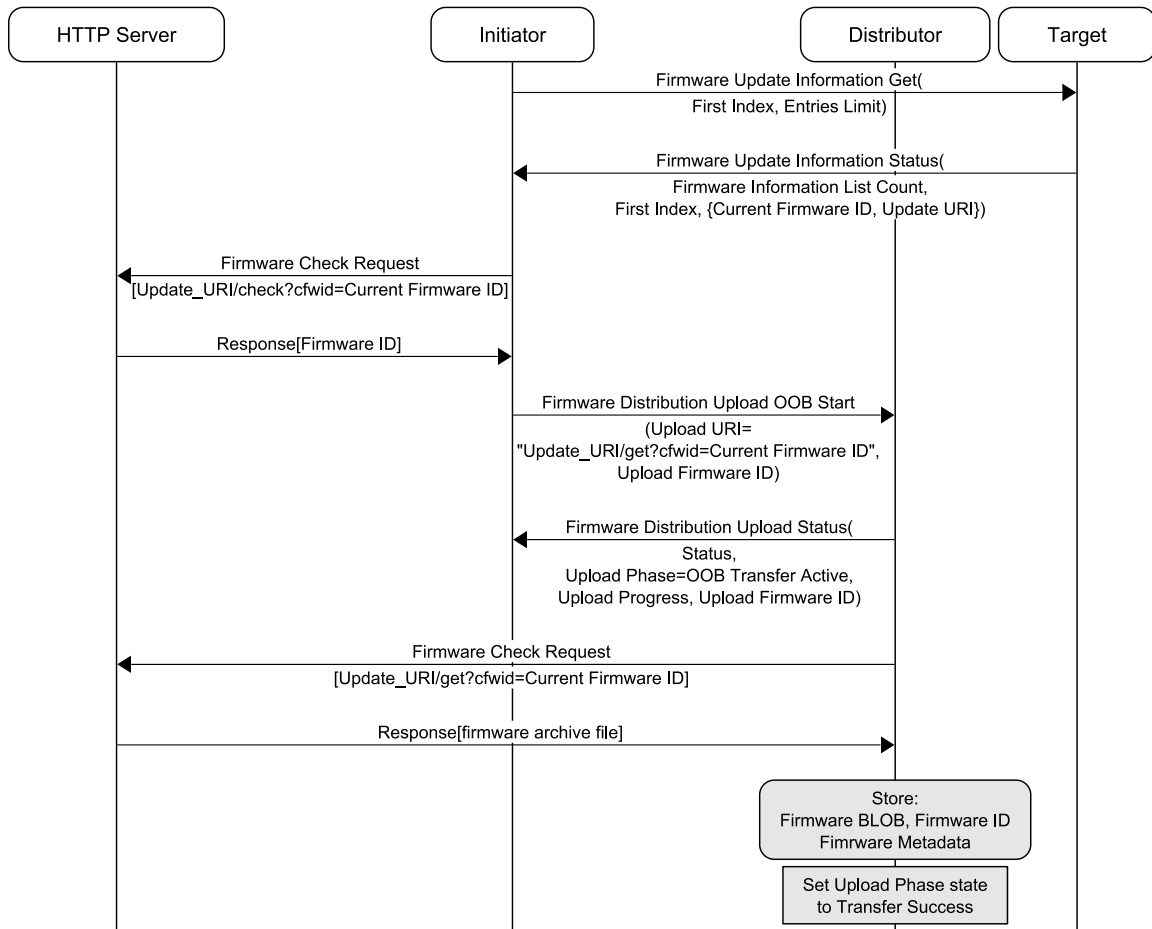 HTTP Server
Initiator
Distributor
Target
Firmware Update Information Get(
First Index, Entries Limit)
Firmware Update Information Status(
Firmware Information List Count,
First Index, {Current Firmware ID, Update URI})
Firmware Check Request
[Update_URI/check?cfwid=Current Firmware ID]
Response[Firmware ID]
Firmware Distribution Upload OOB Start
(Upload URI=
"Update_URI/get?cfwid=Current Firmware ID",
Upload Firmware ID)
Firmware Distribution Upload Status(
Status,
Upload Phase=OOB Transfer Active,
Upload Progress, Upload Firmware ID)
Firmware Check Request
[Update_URI/get?cfwid=Current Firmware ID]
Response[firmware archive file]
Store:
Firmware BLOB, Firmware ID
Fimrware Metadata
Set Upload Phase state
to Transfer Success